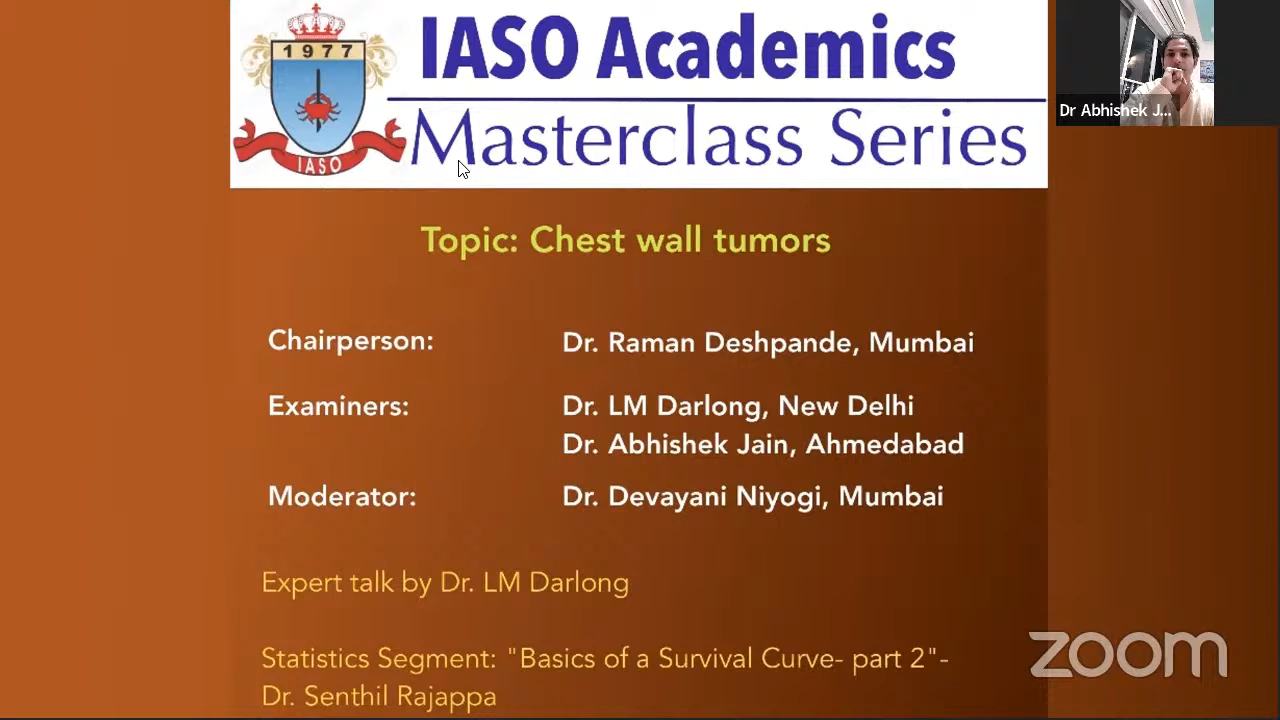 1977
IASO
IASO Academics
Masterclass Series
Dr Abhishek J...
Topic: Chest wall tumors
Chairperson: Dr. Raman Deshpande, Mumbai
Examiners: Dr. LM Darlong, New Delhi
Dr. Abhishek Jain, Ahmedabad
Moderator: Dr. Devayani Niyogi, Mumbai
Expert talk by Dr. LM Darlong
Statistics Segment: "Basics of a Survival Curve- part 2"-
Dr. Senthil Rajappa
zoom